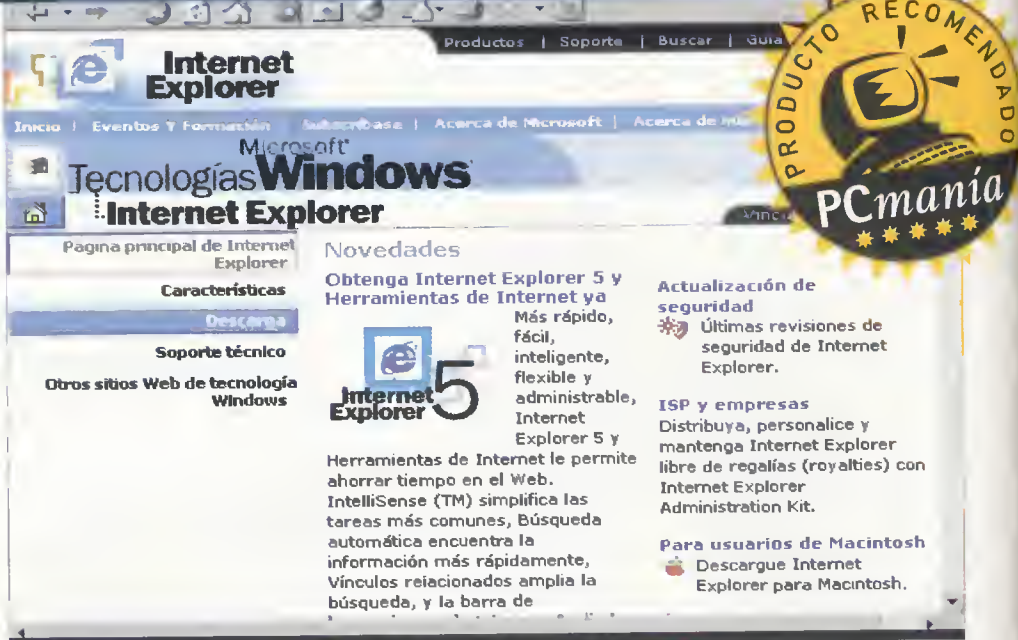 Productos | Soporte | Buscar | Guia
Internet
Explorer
Inicio | Eventos Y Formación | Subscríbase | Acerca de Microsoft | Acerca de
Microsoft
Tecnologías Windows
Internet Explorer
PRODUCTO RECOMENDADO
PCmanía
Pagina principal de Internet
Explorer
Características
Descarga
Soporte técnico
Otros sitios Web de tecnología
Windows
Novedades
Obtenga Internet Explorer 5 y
Herramientas de Internet ya
Internet
Explorer 5
Más rápido,
fácil,
inteligente,
flexible y
administrable,
Internet
Explorer 5 y
Herramientas de Internet le permite
ahorrar tiempo en el Web.
IntelliSense (TM) simplifica las
tareas más comunes, Búsqueda
automática encuentra la
información más rápidamente,
Vínculos relacionados amplia la
búsqueda, y la barra de
Actualización de
seguridad
Últimas revisiones de
seguridad de Internet
Explorer.
ISP y empresas
Distribuya, personalice y
mantenga Internet Explorer
libre de regalías (royalties) con
Internet Explorer
Administration Kit.
Para usuarios de Macintosh
Descargue Internet
Explorer para Macintosh.